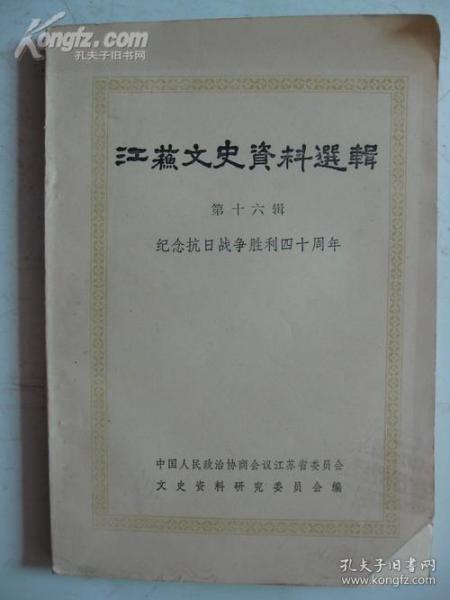 Kongfz.com
孔夫子旧书网
江蘇文史資料選輯
第十六辑
纪念抗日战争胜利四十周年
中国人民政治协商会议江苏省委员会
文史资料研究委员会编
孔夫子旧书网
www.kongfz.com